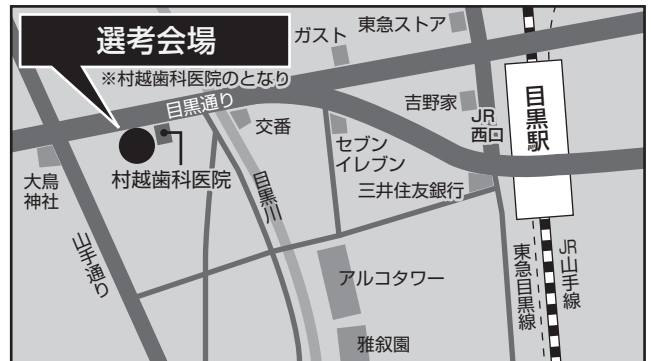 選考会場
※村越歯科医院のとなり
ガスト
東急ストア
目黒通り
交番
吉野家
JR
西口
目黒駅
セブン
イレブン
三井住友銀行
大鳥
神社
村越歯科医院
目黒川
山手通り
アルコタワー
雅叙園
東急目黒線
JR山手線